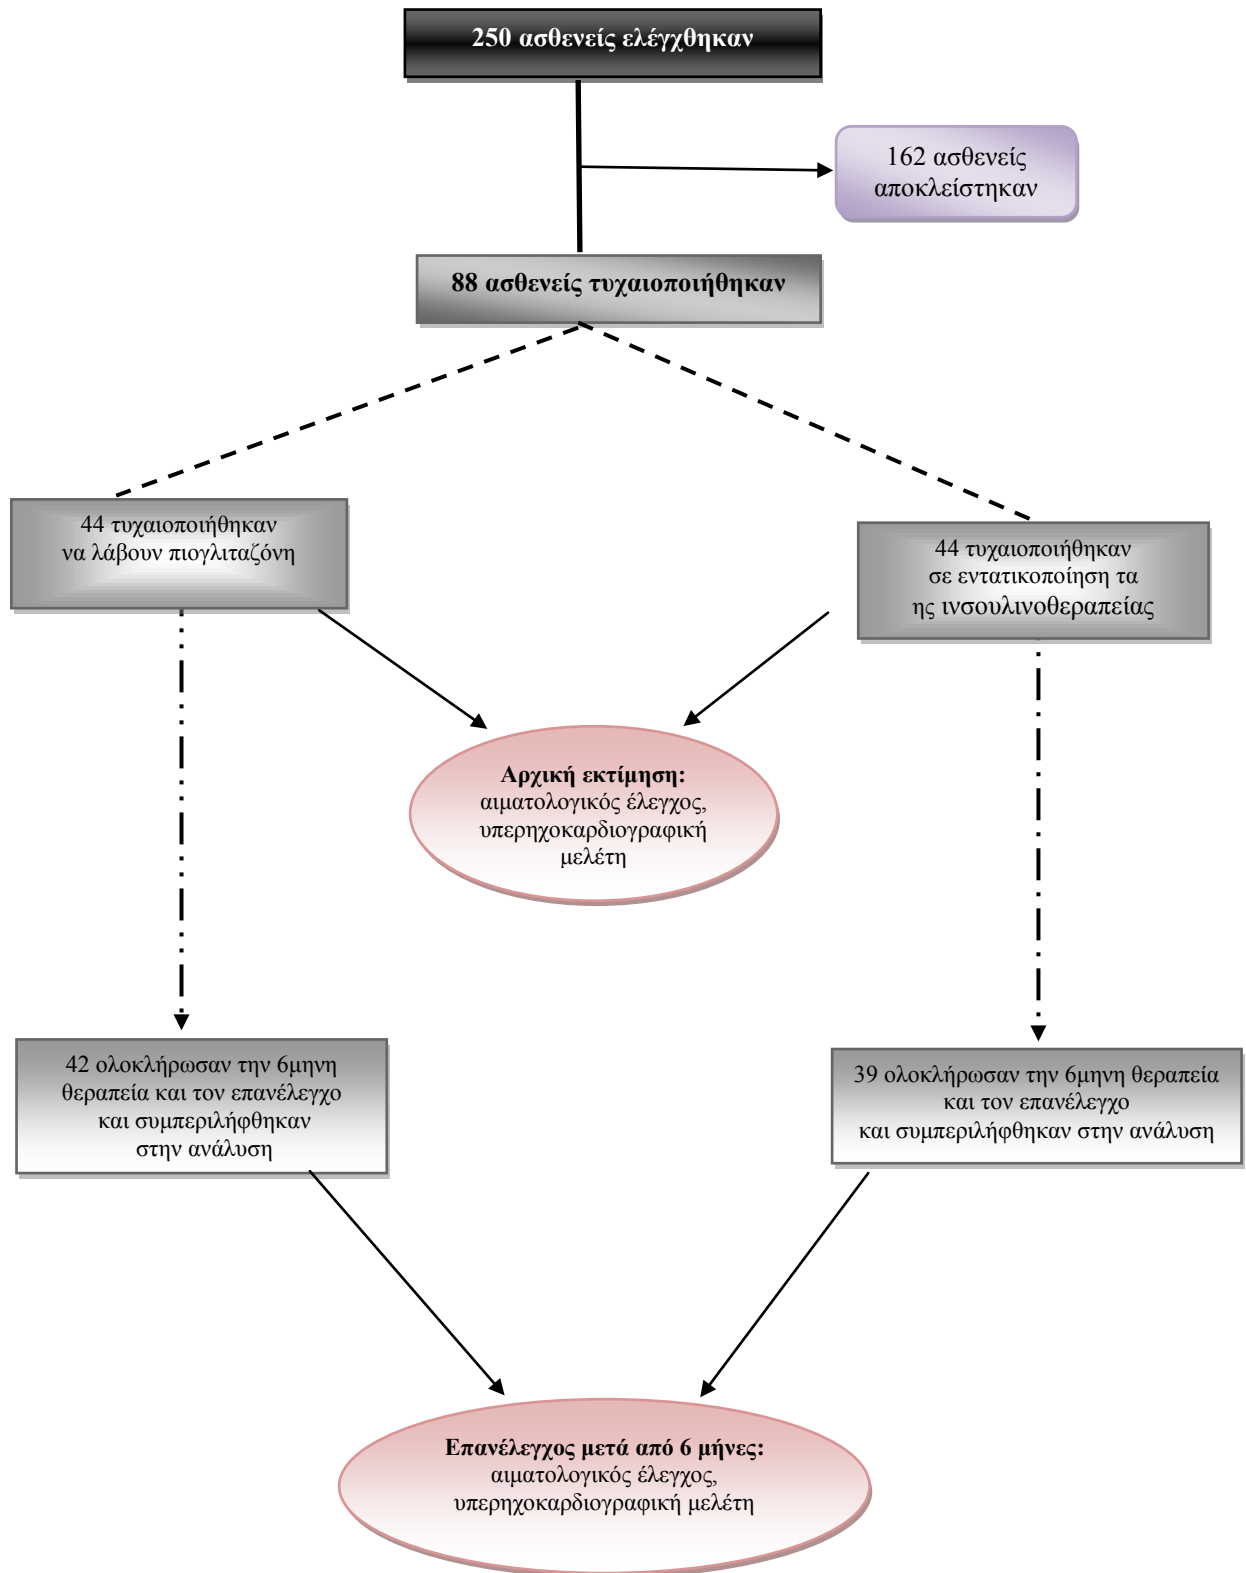 250 ασθενείς ελέγχθηκαν
162 ασθενείς
αποκλείστηκαν
88 ασθενείς τυχαιοποιήθηκαν
44 τυχαιοποιήθηκαν
να λάβουν πιογλιταζόνη
44 τυχαιοποιήθηκαν
σε εντατικοποίηση τα
ης ινσουλινοθεραπείας
Αρχική εκτίμηση:
αιματολογικός έλεγχος,
υπερηχοκαρδιογραφική
μελέτη
42 ολοκλήρωσαν την 6μηνη
θεραπεία και τον επανέλεγχο
και συμπεριλήφθηκαν
στην ανάλυση
39 ολοκλήρωσαν την 6μηνη θεραπεία
και τον επανέλεγχο
και συμπεριλήφθηκαν στην ανάλυση
Επανέλεγχος μετά από 6 μήνες:
αιματολογικός έλεγχος,
υπερηχοκαρδιογραφική μελέτη